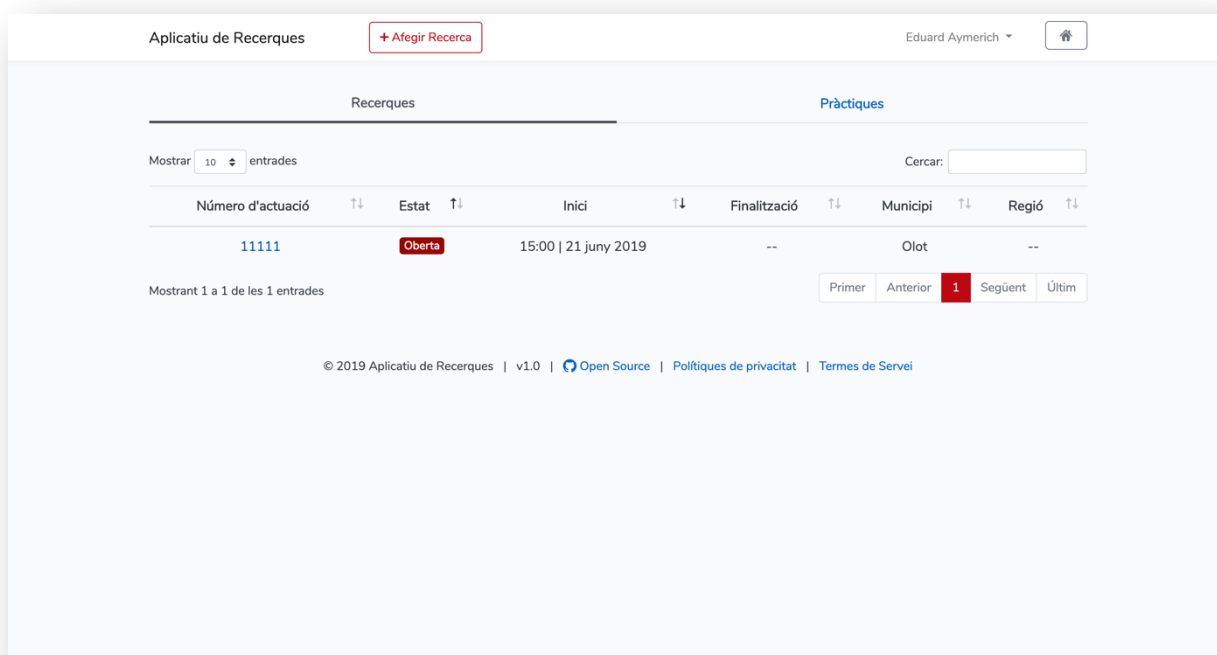 Aplicatiu de Recerques + Afegir Recerca Eduard Aymerich
Recerques Pràctiques
Mostrar 10 entrades Cercar:
Número d'actuació Estat Inici Finalització Municipi Regió
11111 Oberta 15:00 | 21 juny 2019 -- Olot --
Mostrant 1 a 1 de les 1 entrades Primer Anterior 1 Següent Últim
© 2019 Aplicatiu de Recerques | v1.0 | Open Source | Polítiques de privacitat | Termes de Servei